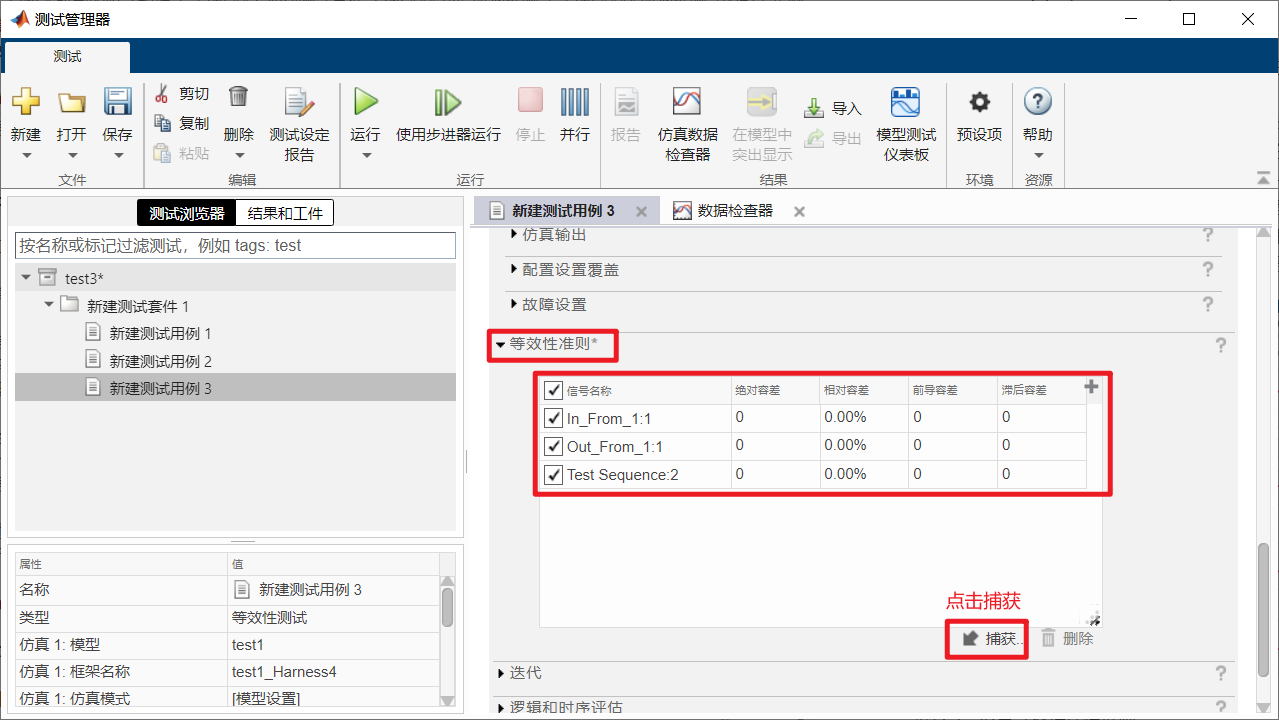 测试管理器
测试
新建
打开
保存
文件
剪切
复制
粘贴
删除
测试设定
报告
编辑
运行
使用步进器运行
停止
并行
运行
报告
仿真数据
检查器
在模型中
突出显示
导入
导出
模型测试
仪表板
结果
预设项
环境
帮助
资源
测试浏览器
结果和工件
按名称或标记过滤测试，例如 tags: test
test3*
新建测试套件 1
新建测试用例 1
新建测试用例 2
新建测试用例 3
属性 值
名称 新建测试用例 3
类型 等效性测试
仿真 1: 模型 test1
仿真 1: 框架名称 test1_Harness4
仿真 1: 仿真模式 [模型设置]
新建测试用例 3
数据检查器
仿真输出 ?
配置设置覆盖 ?
故障设置 ?
等效性准则* ?
信号名称 绝对容差 相对容差 前导容差 滞后容差
In_From_1:1 0 0.00% 0 0
Out_From_1:1 0 0.00% 0 0
Test Sequence:2 0 0.00% 0 0
点击捕获
捕获...
删除
迭代 ?
逻辑和时序评估 ?